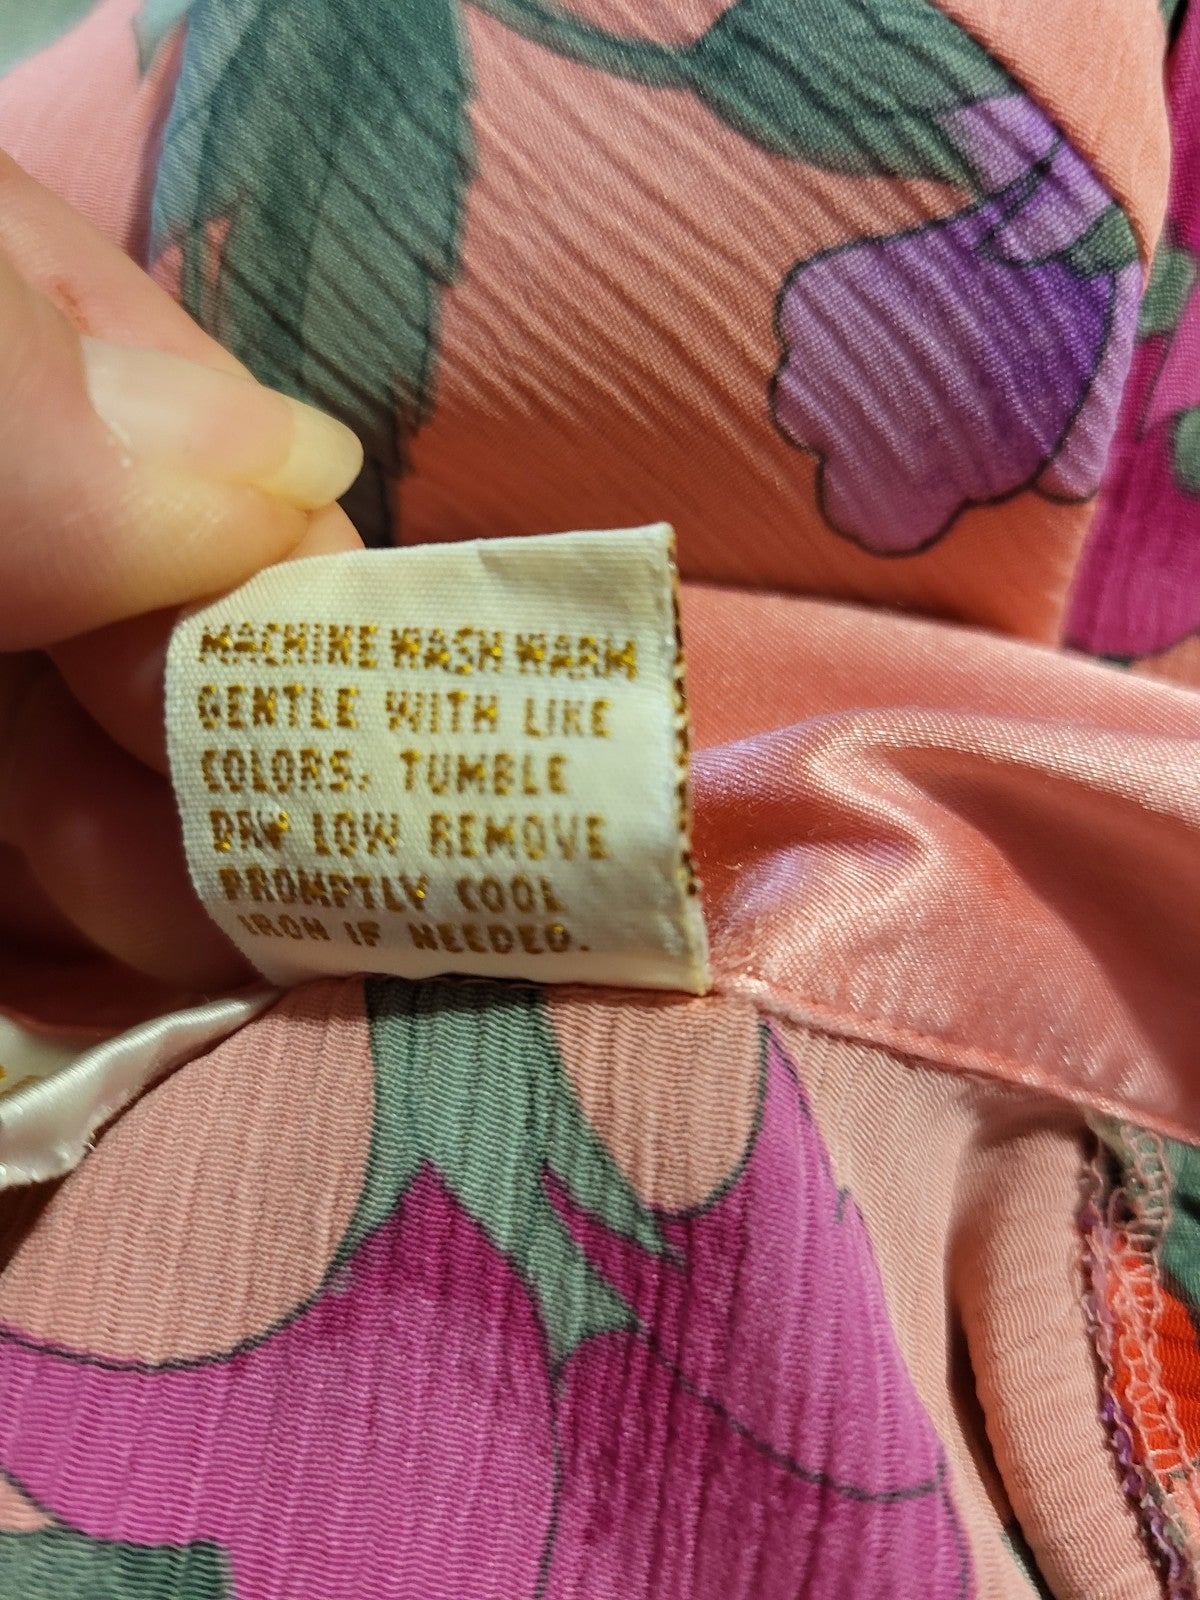 MACHINE WASH WARM
GENTLE WITH LIKE
COLORS. TUMBLE
DRY LOW REMOVE
PROMPTLY COOL
IRON IF NEEDED.